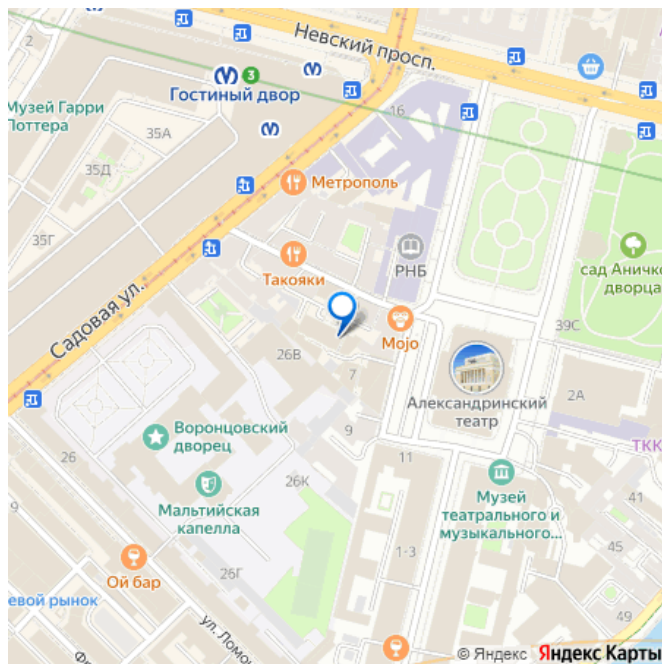 2
Невский просп.
3
Гостиный двор
Музей Гарри
Поттера
16
35А
35Д
Метрополь
35Г
РНБ
сад Аничко
дворца
Такояки
Садовая ул.
Mojo
39С
26В
7
2А
Александринский
театр
Воронцовский
дворец
9
ТКК
26
11
26К
Мальтийская
капелла
Музей
театрального и
музыкального...
41
1-3
45
26Г
Ой бар
евой рынок
49
ул. Ломо
Фе
© Яндекс Яндекс Карты